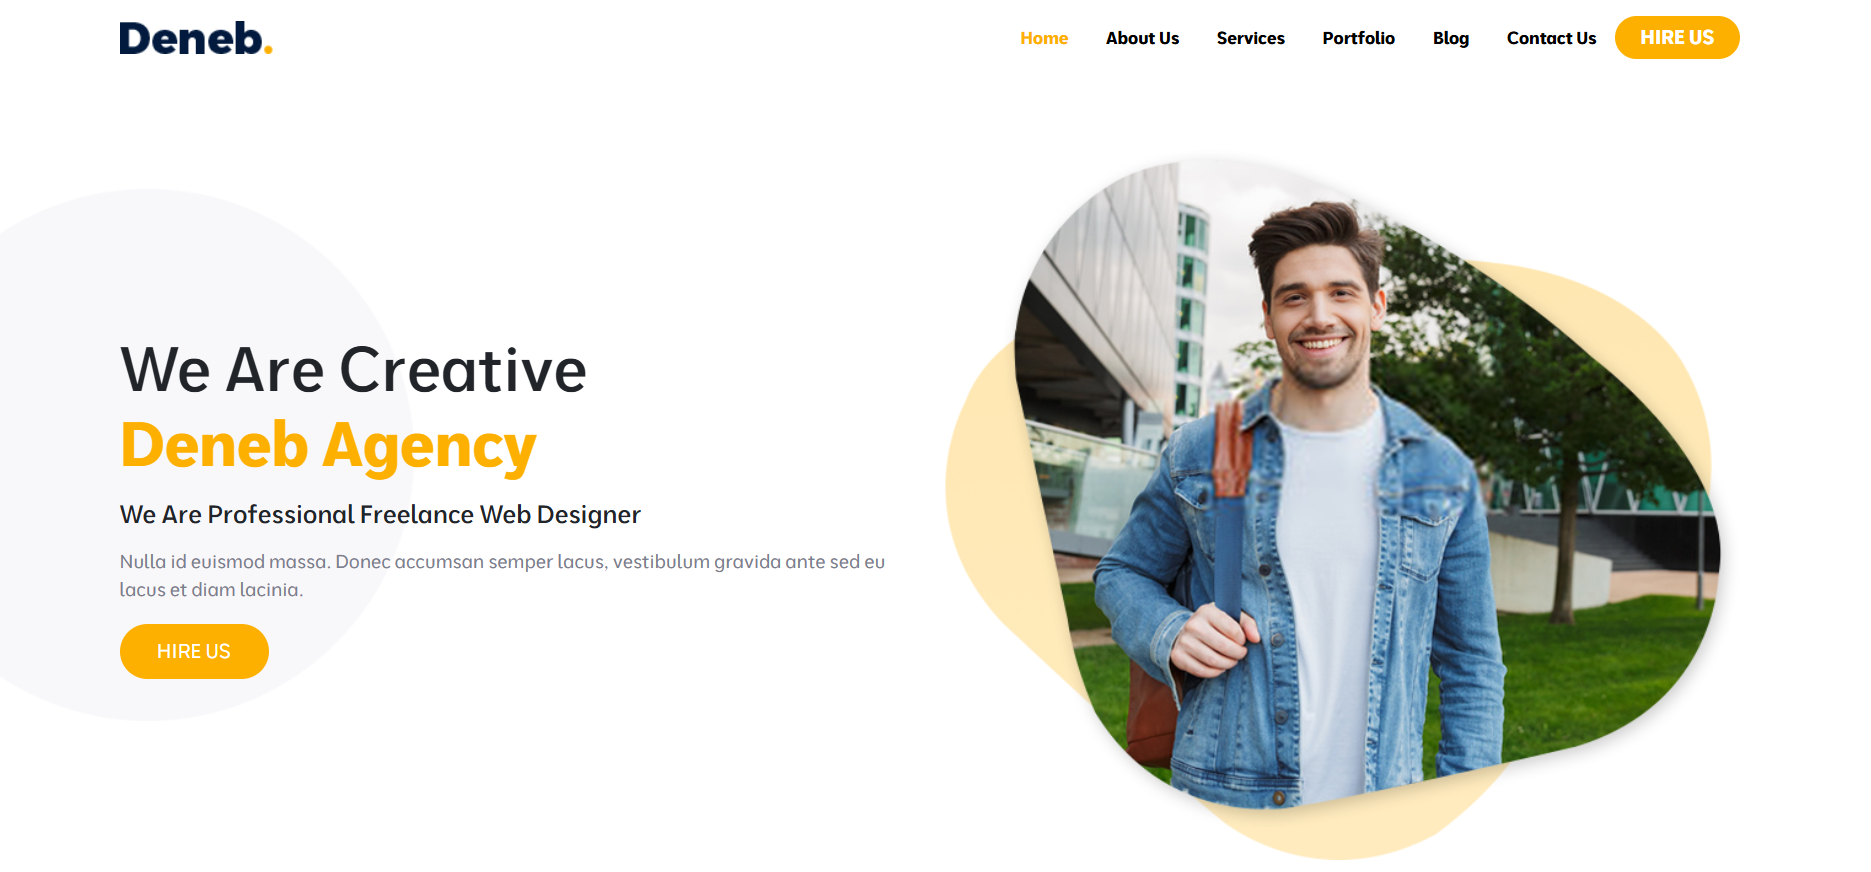 Deneb.
Home About Us Services Portfolio Blog Contact Us HIRE US
We Are Creative
Deneb Agency
We Are Professional Freelance Web Designer
Nulla id euismod massa. Donec accumsan semper lacus, vestibulum gravida ante sed eu
lacus et diam lacinia.
HIRE US